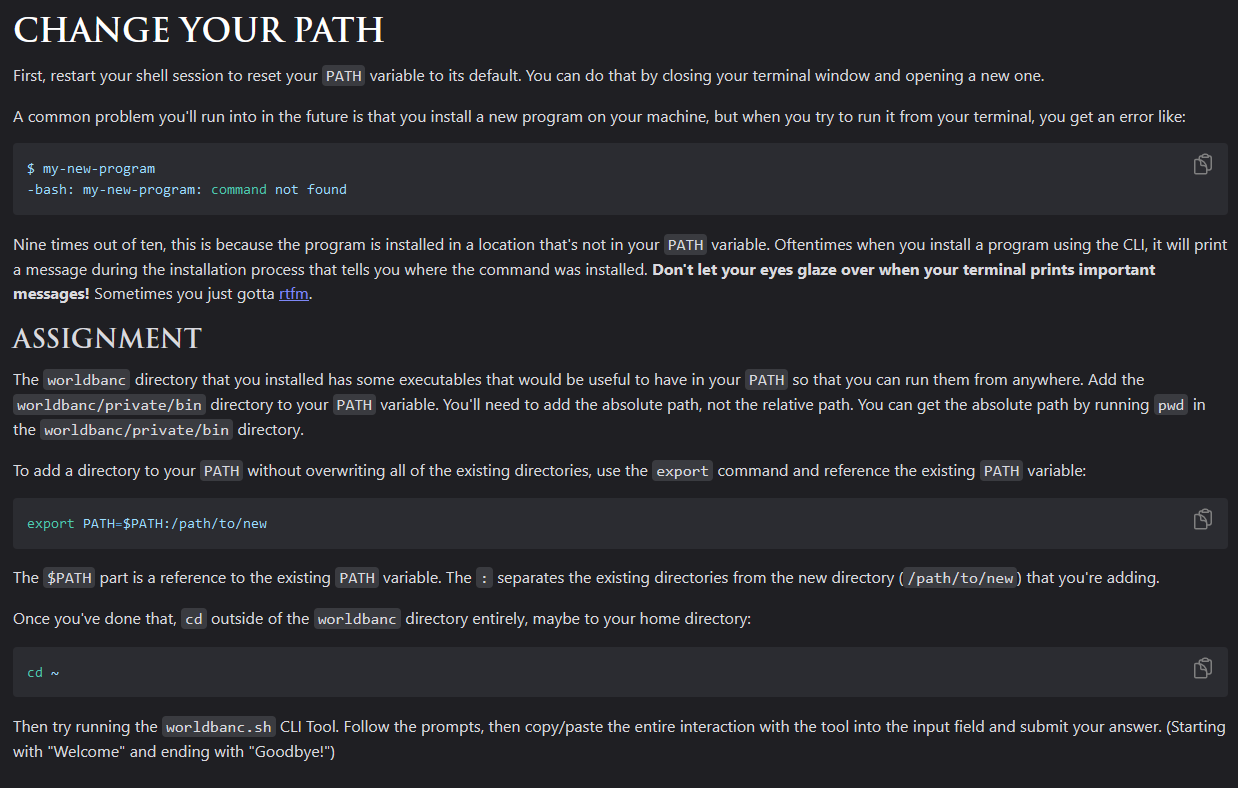 CHANGE YOUR PATH
First, restart your shell session to reset your PATH variable to its default. You can do that by closing your terminal window and opening a new one.
A common problem you'll run into in the future is that you install a new program on your machine, but when you try to run it from your terminal, you get an error like:
$ my-new-program
-bash: my-new-program: command not found
Nine times out of ten, this is because the program is installed in a location that's not in your PATH variable. Oftentimes when you install a program using the CLI, it will print
a message during the installation process that tells you where the command was installed. Don't let your eyes glaze over when your terminal prints important
messages! Sometimes you just gotta rtfm.
ASSIGNMENT
The worldbanc directory that you installed has some executables that would be useful to have in your PATH so that you can run them from anywhere. Add the
worldbanc/private/bin directory to your PATH variable. You'll need to add the absolute path, not the relative path. You can get the absolute path by running pwd in
the worldbanc/private/bin directory.
To add a directory to your PATH without overwriting all of the existing directories, use the export command and reference the existing PATH variable:
export PATH=$PATH:/path/to/new
The $PATH part is a reference to the existing PATH variable. The : separates the existing directories from the new directory (/path/to/new) that you're adding.
Once you've done that, cd outside of the worldbanc directory entirely, maybe to your home directory:
cd ~
Then try running the worldbanc.sh CLI Tool. Follow the prompts, then copy/paste the entire interaction with the tool into the input field and submit your answer. (Starting
with "Welcome" and ending with "Goodbye!")